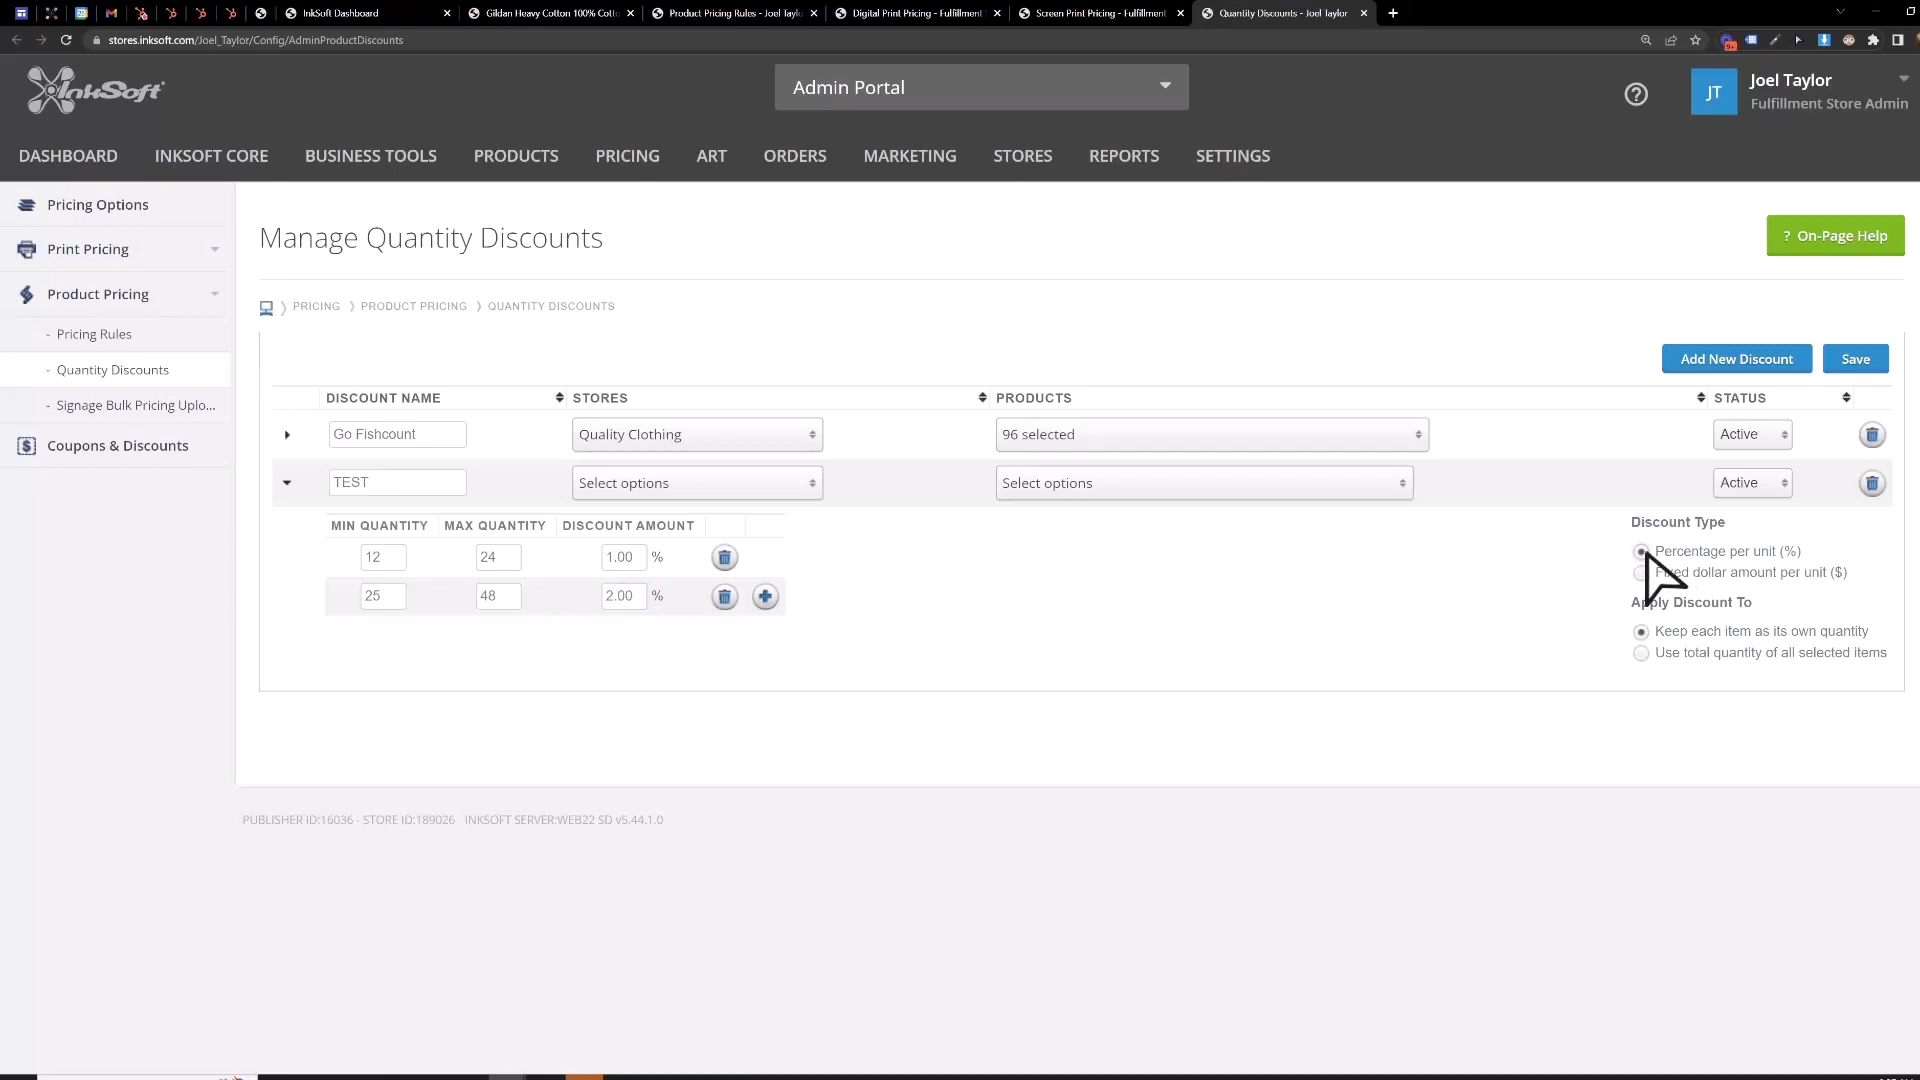 InkSoft Dashboard
Gildan Heavy Cotton 100% Cott
Product Pricing Rules - Joel Tayl
Digital Print Pricing - Fulfillment
Screen Print Pricing - Fulfillment
Quantity Discounts - Joel Taylor
stores.inksoft.com/Joel_Taylor/Config/AdminProductDiscounts
9+
InkSoft
Admin Portal
?
JT
Joel Taylor
Fulfillment Store Admin
DASHBOARD
INKSOFT CORE
BUSINESS TOOLS
PRODUCTS
PRICING
ART
ORDERS
MARKETING
STORES
REPORTS
SETTINGS
Pricing Options
Print Pricing
Product Pricing
- Pricing Rules
- Quantity Discounts
- Signage Bulk Pricing Uplo...
Coupons & Discounts
Manage Quantity Discounts
? On-Page Help
PRICING
PRODUCT PRICING
QUANTITY DISCOUNTS
Add New Discount
Save
DISCOUNT NAME
STORES
PRODUCTS
STATUS
Go Fishcount
Quality Clothing
96 selected
Active
TEST
Select options
Select options
Active
MIN QUANTITY
MAX QUANTITY
DISCOUNT AMOUNT
12
24
1.00 %
25
48
2.00 %
Discount Type
Percentage per unit (%)
Fixed dollar amount per unit ($)
Apply Discount To
Keep each item as its own quantity
Use total quantity of all selected items
PUBLISHER ID:16036 - STORE ID:189026 INKSOFT SERVER:WEB22 SD v5.44.1.0